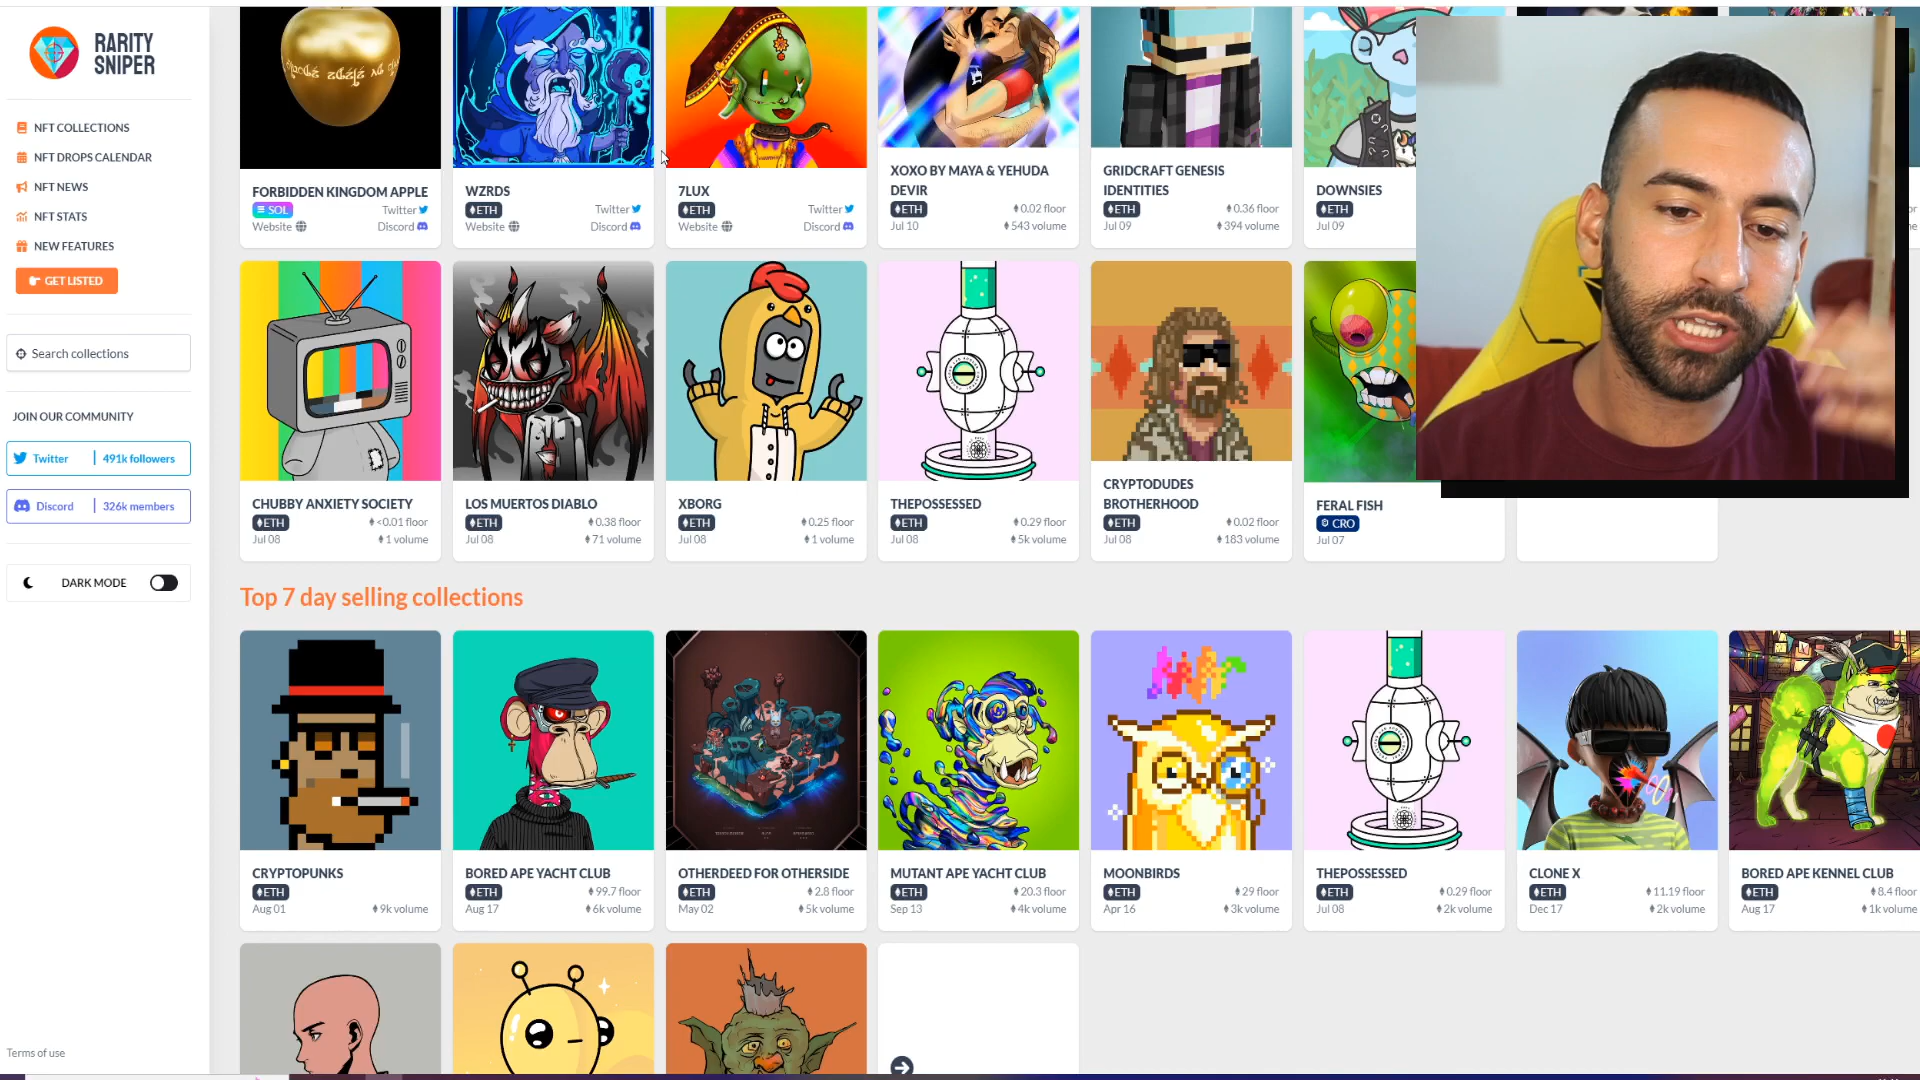 RARITY
SNIPER
NFT COLLECTIONS
NFT DROPS CALENDAR
NFT NEWS
NFT STATS
NEW FEATURES
GET LISTED
Search collections
JOIN OUR COMMUNITY
Twitter | 491k followers
Discord | 326k members
DARK MODE
Terms of use
FORBIDDEN KINGDOM APPLE
SOL Twitter
Website Discord
WZRDS
ETH Twitter
Website Discord
7LUX
ETH Twitter
Website Discord
XOXO BY MAYA & YEHUDA
DEVIR
ETH 0.02 floor
Jul 10 543 volume
GRIDCRAFT GENESIS
IDENTITIES
ETH 0.36 floor
Jul 09 394 volume
DOWNSIES
ETH
Jul 09
CHUBBY ANXIETY SOCIETY
ETH <0.01 floor
Jul 08 1 volume
LOS MUERTOS DIABLO
ETH 0.38 floor
Jul 08 71 volume
XBORG
ETH 0.25 floor
Jul 08 1 volume
THEPOSSESSED
ETH 0.29 floor
Jul 08 5k volume
CRYPTODUDES
BROTHERHOOD
ETH 0.02 floor
Jul 08 183 volume
FERAL FISH
CRO
Jul 07
Top 7 day selling collections
CRYPTOPUNKS
ETH
Aug 01 9k volume
BORED APE YACHT CLUB
ETH 99.7 floor
Aug 17 6k volume
OTHERDEED FOR OTHERSIDE
ETH 2.8 floor
May 02 5k volume
MUTANT APE YACHT CLUB
ETH 20.3 floor
Sep 13 4k volume
MOONBIRDS
ETH 29 floor
Apr 16 3k volume
THEPOSSESSED
ETH 0.29 floor
Jul 08 2k volume
CLONE X
ETH 11.19 floor
Dec 17 2k volume
BORED APE KENNEL CLUB
ETH 8.4 floor
Aug 17 1k volume